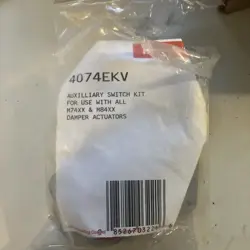 4074EKV
AUXILLIARY SWITCH KIT
FOR USE WITH ALL
M74XX & M84XX
DAMPER ACTUATORS